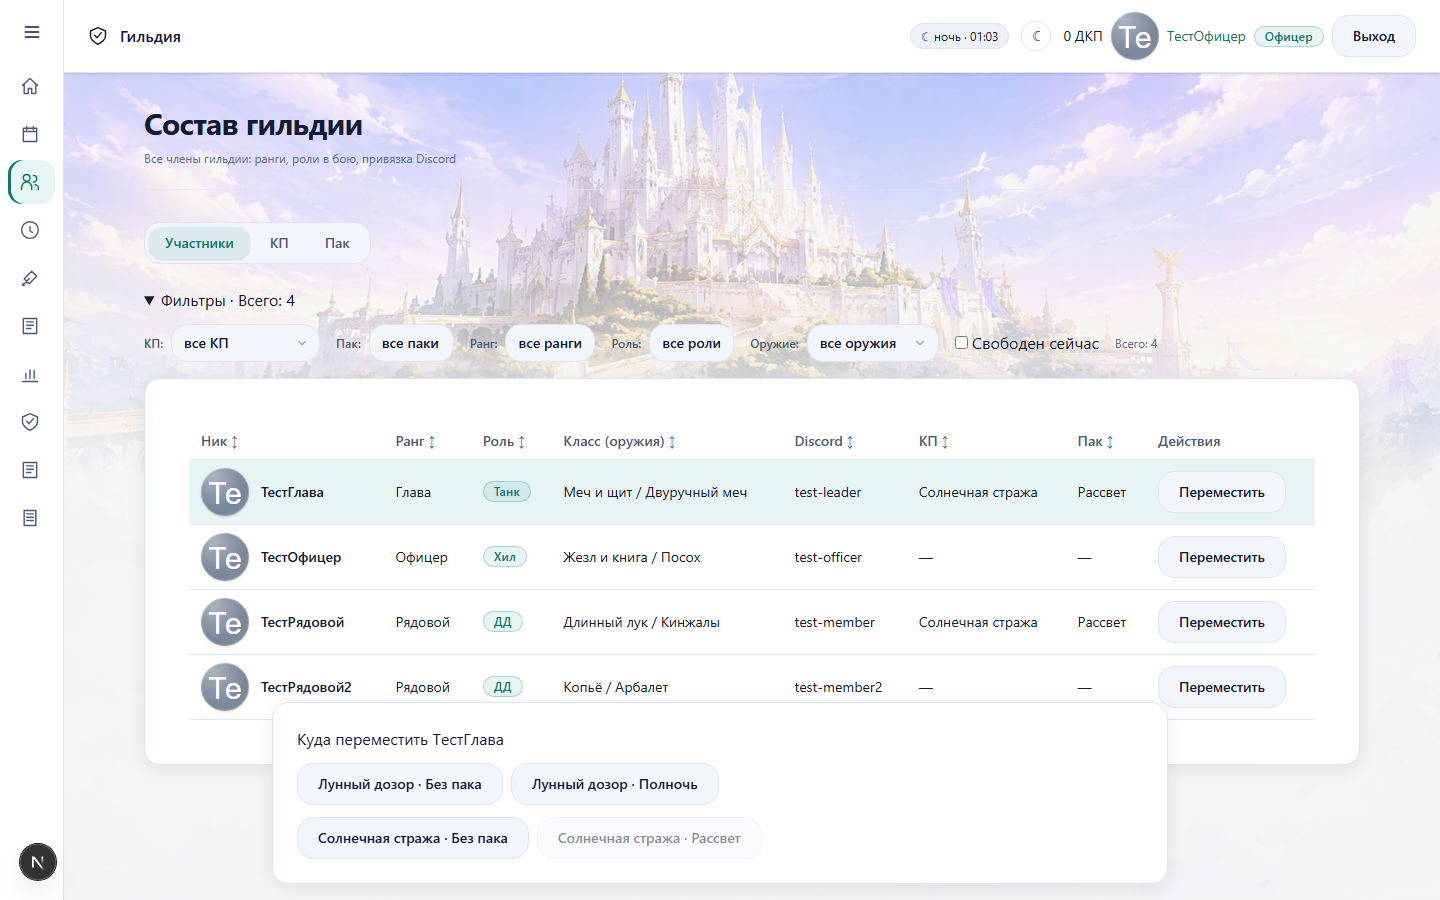 Гильдия
ночь · 01:03
0 ДКП
Te
ТестОфицер
Офицер
Выход
Состав гильдии
Все члены гильдии: ранги, роли в бою, привязка Discord
Участники КП Пак
▼ Фильтры · Всего: 4
КП: все КП Пак: все паки Ранг: все ранги Роль: все роли Оружие: все оружия Свободен сейчас Всего: 4
Ник ↕ Ранг ↕ Роль ↕ Класс (оружия) ↕ Discord ↕ КП ↕ Пак ↕ Действия
Те ТестГлава Глава Танк Меч и щит / Двуручный меч test-leader Солнечная стража Рассвет Переместить
Те ТестОфицер Офицер Хил Жезл и книга / Посох test-officer — — Переместить
Те ТестРядовой Рядовой ДД Длинный лук / Кинжалы test-member Солнечная стража Рассвет Переместить
Те ТестРядовой2 Рядовой ДД Копьё / Арбалет test-member2 — — Переместить
Куда переместить ТестГлава
Лунный дозор · Без пака Лунный дозор · Полночь
Солнечная стража · Без пака Солнечная стража · Рассвет
N